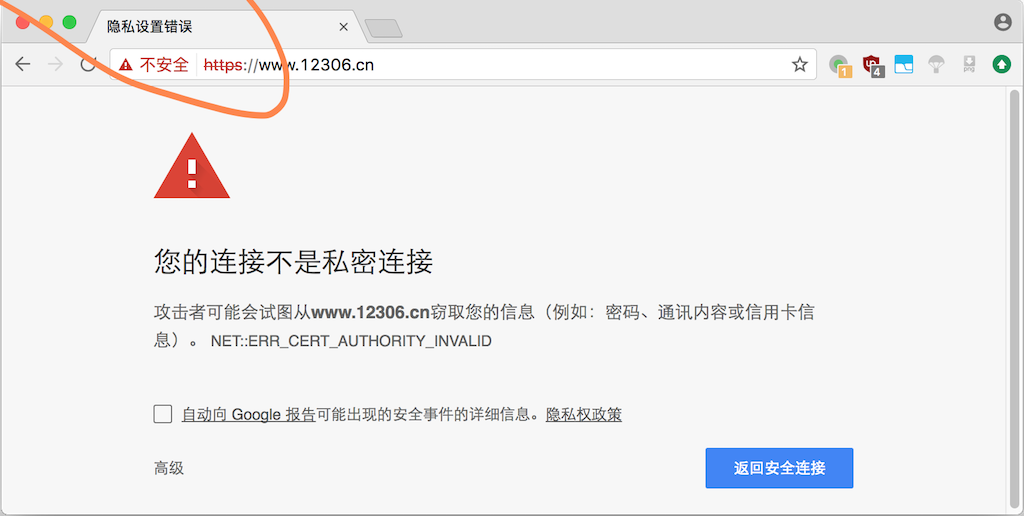 隐私设置错误
不安全 https://www.12306.cn
1
4
png
您的连接不是私密连接
攻击者可能会试图从www.12306.cn窃取您的信息（例如：密码、通讯内容或信用卡信
息）。 NET::ERR_CERT_AUTHORITY_INVALID
自动向 Google 报告可能出现的安全事件的详细信息。隐私权政策
高级
返回安全连接